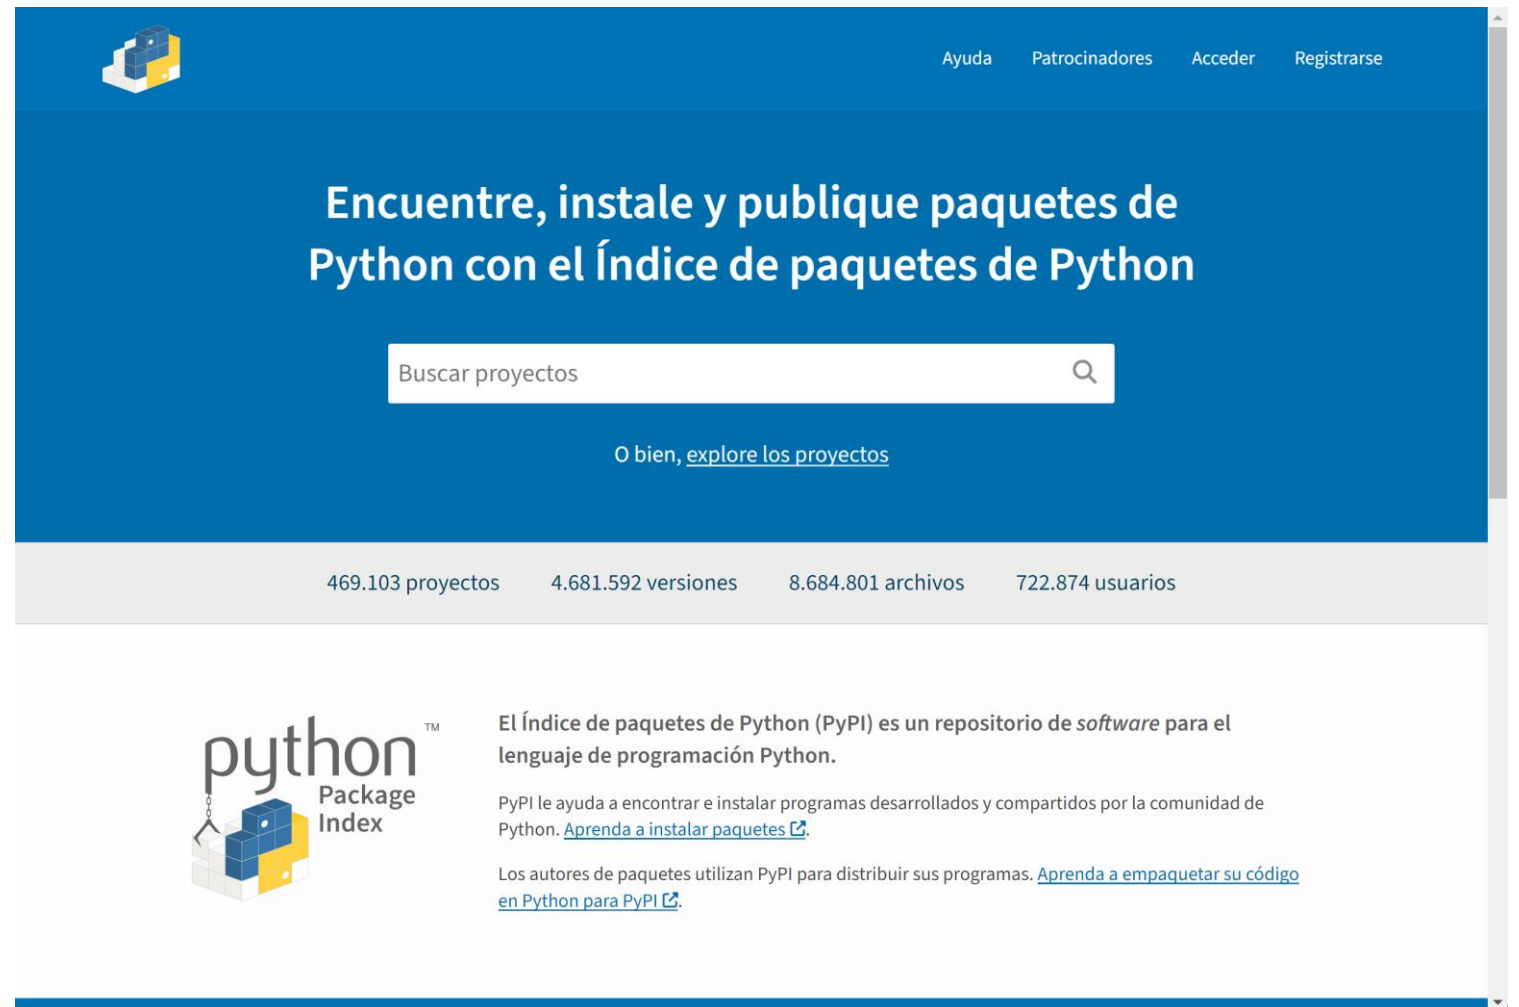 Ayuda Patrocinadores Acceder Registrarse
Encuentre, instale y publique paquetes de
Python con el Índice de paquetes de Python
Buscar proyectos
O bien, explore los proyectos
469.103 proyectos 4.681.592 versiones 8.684.801 archivos 722.874 usuarios
python™
Package
Index
El Índice de paquetes de Python (PyPI) es un repositorio de software para el
lenguaje de programación Python.
PyPI le ayuda a encontrar e instalar programas desarrollados y compartidos por la comunidad de
Python. Aprenda a instalar paquetes.
Los autores de paquetes utilizan PyPI para distribuir sus programas. Aprenda a empaquetar su código
en Python para PyPI.